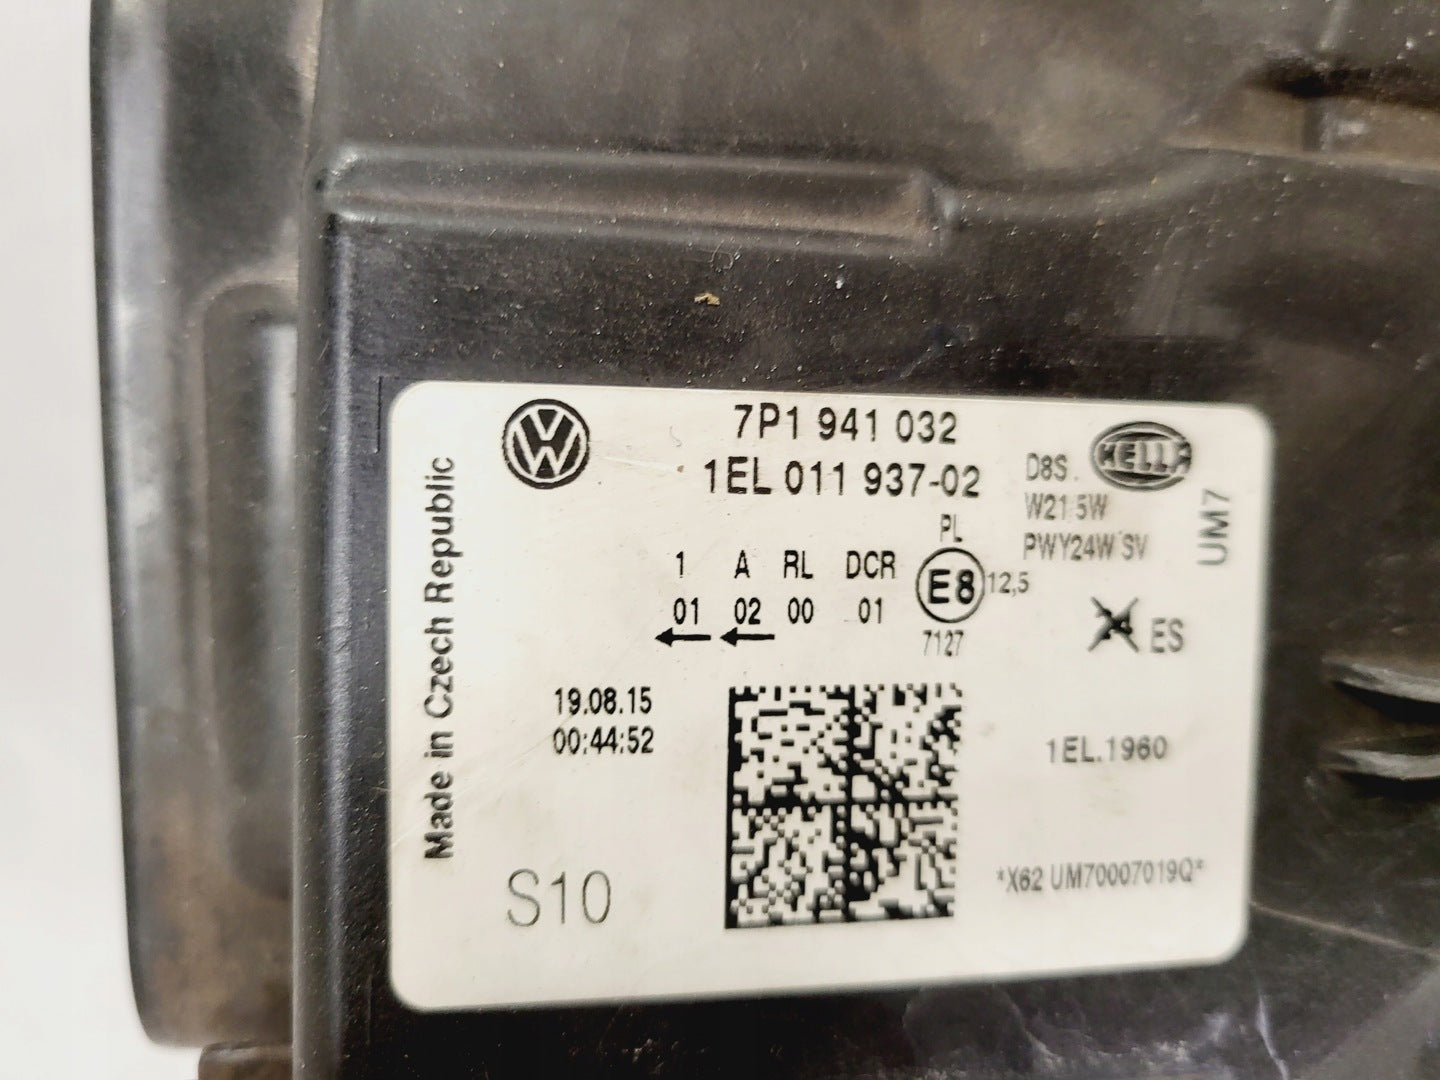 7P1 941 032
1EL 011 937-02
HELLA
D8S
W21 5W
PWY24W SV
UM7
Made in Czech Republic
PL
1 A RL DCR
E8 12,5
01 02 00 01
7127
ES
19.08.15
00:44:52
1EL.1960
S10
*X62 UM70007019Q*